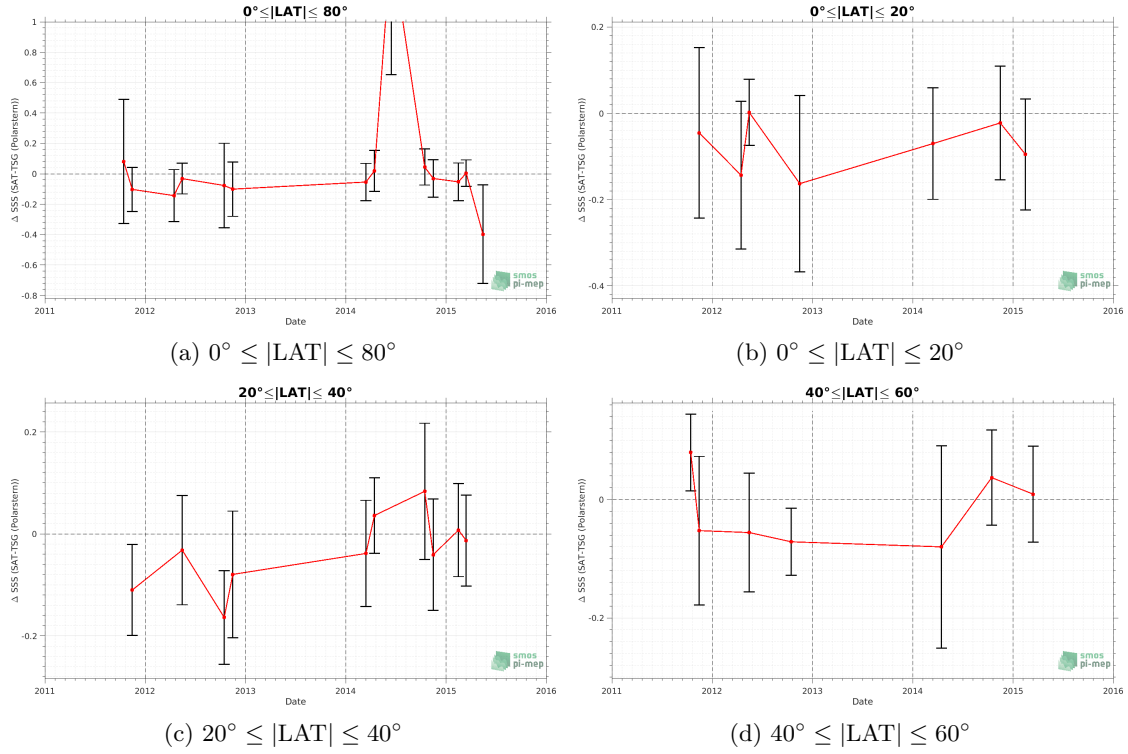 0°≤|LAT|≤ 80°
1
0.8
0.6
0.4
0.2
0
-0.2
-0.4
-0.6
-0.8
Δ SSS (SAT-TSG (Polarstern))
2011 2012 2013 2014 2015 2016
Date
smos
pi-mep
(a) 0° ≤ |LAT| ≤ 80°
0°≤|LAT|≤ 20°
0.2
0
-0.2
-0.4
Δ SSS (SAT-TSG (Polarstern))
2011 2012 2013 2014 2015 2016
Date
smos
pi-mep
(b) 0° ≤ |LAT| ≤ 20°
20°≤|LAT|≤ 40°
0.2
0
-0.2
Δ SSS (SAT-TSG (Polarstern))
2011 2012 2013 2014 2015 2016
Date
smos
pi-mep
(c) 20° ≤ |LAT| ≤ 40°
40°≤|LAT|≤ 60°
0
-0.2
Δ SSS (SAT-TSG (Polarstern))
2011 2012 2013 2014 2015 2016
Date
smos
pi-mep
(d) 40° ≤ |LAT| ≤ 60°